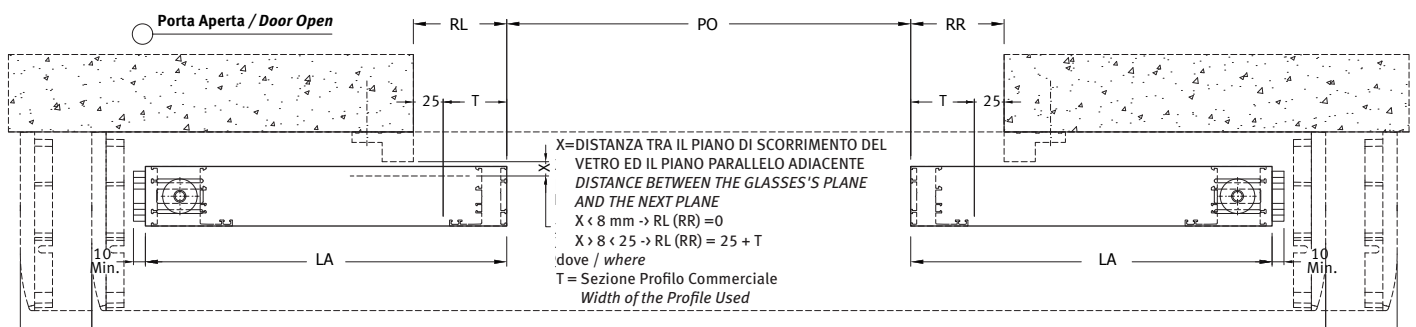 Porta Aperta / Door Open
RL
PO
RR
25
T
T
25
X
X=DISTANZA TRA IL PIANO DI SCORRIMENTO DEL
VETRO ED IL PIANO PARALLELO ADIACENTE
DISTANCE BETWEEN THE GLASSES'S PLANE
AND THE NEXT PLANE
X < 8 mm -> RL (RR) =0
X > 8 < 25 -> RL (RR) = 25 + T
dove / where
T = Sezione Profilo Commerciale
Width of the Profile Used
10
Min.
LA
LA
10
Min.